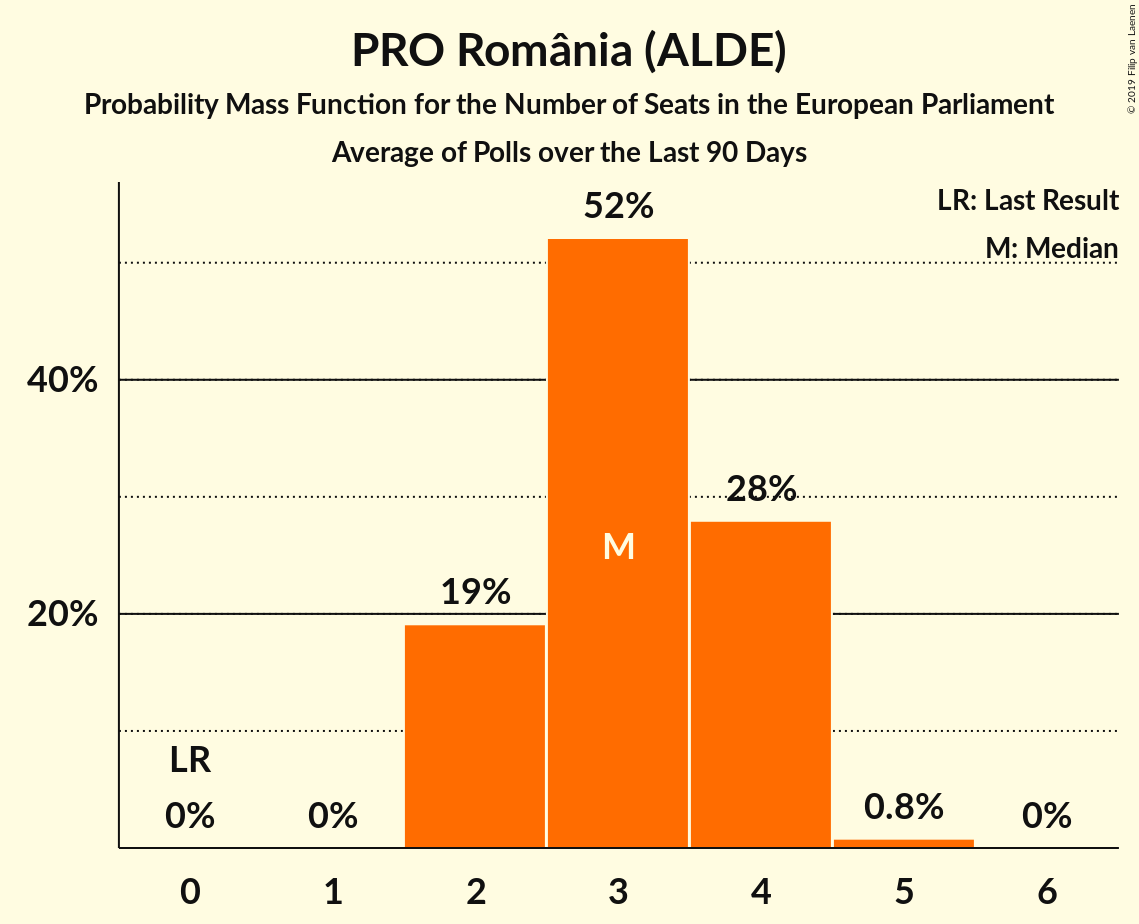 PRO România (ALDE)
Probability Mass Function for the Number of Seats in the European Parliament
Average of Polls over the Last 90 Days
© 2019 Filip van Laenen
LR: Last Result
M: Median
52%
40%
28%
M
19%
20%
LR
0%
0%
0.8%
0%
0
1
2
3
4
5
6